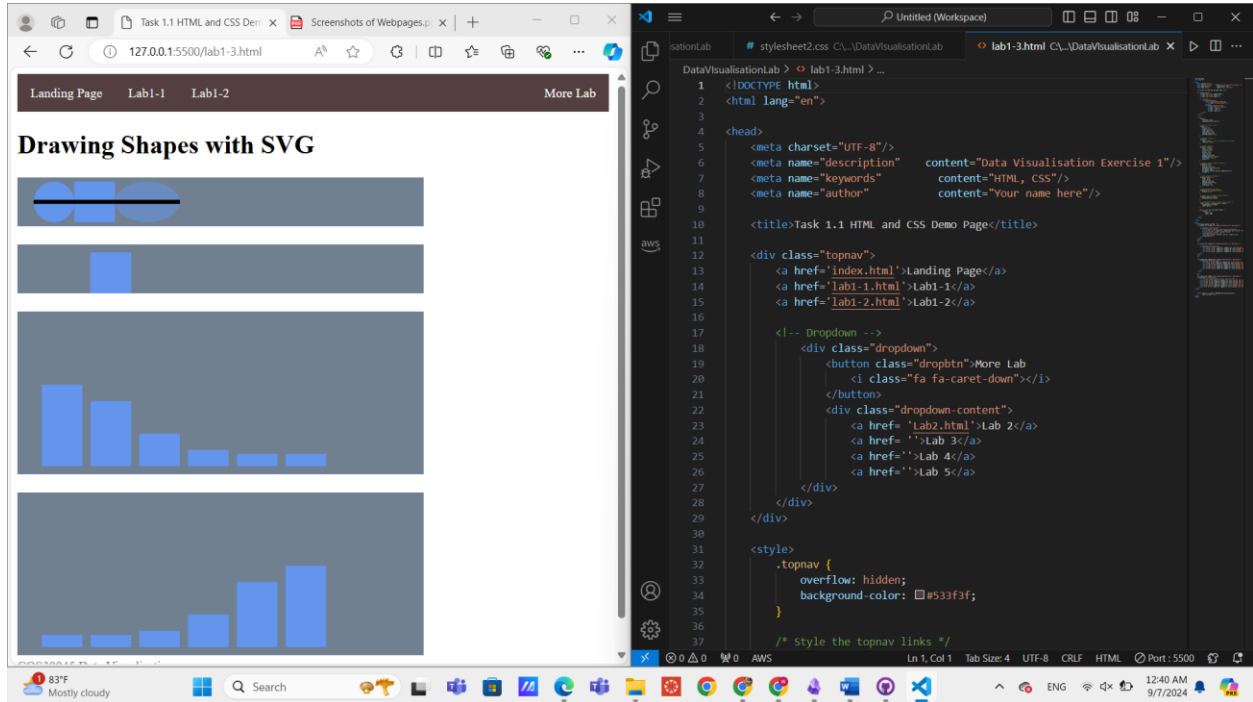 Task 1.1 HTML and CSS Dem
Screenshots of Webpages.p
127.0.0.1:5500/lab1-3.html
Landing Page Lab1-1 Lab1-2 More Lab
Drawing Shapes with SVG
Untitled (Workspace)
sationLab # stylesheet2.css C:\...\DataVIsualisationLab lab1-3.html C:\...\DataVIsualisationLab
DataVIsualisationLab > lab1-3.html > ...
1 <!DOCTYPE html>
2 <html lang="en">
3
4 <head>
5 <meta charset="UTF-8"/>
6 <meta name="description" content="Data Visualisation Exercise 1"/>
7 <meta name="keywords" content="HTML, CSS"/>
8 <meta name="author" content="Your name here"/>
9
10 <title>Task 1.1 HTML and CSS Demo Page</title>
11
12 <div class="topnav">
13 <a href='index.html'>Landing Page</a>
14 <a href='lab1-1.html'>Lab1-1</a>
15 <a href='lab1-2.html'>Lab1-2</a>
16
17 <!-- Dropdown -->
18 <div class="dropdown">
19 <button class="dropbtn">More Lab
20 <i class="fa fa-caret-down"></i>
21 </button>
22 <div class="dropdown-content">
23 <a href= 'Lab2.html'>Lab 2</a>
24 <a href= ''>Lab 3</a>
25 <a href=''>Lab 4</a>
26 <a href=''>Lab 5</a>
27 </div>
28 </div>
29 </div>
30
31 <style>
32 .topnav {
33 overflow: hidden;
34 background-color: #533f3f;
35 }
36
37 /* Style the topnav links */
aws
0 0 0 AWS Ln 1, Col 1 Tab Size: 4 UTF-8 CRLF HTML Port : 5500
1 83°F
Mostly cloudy
Search
ENG
12:40 AM
9/7/2024